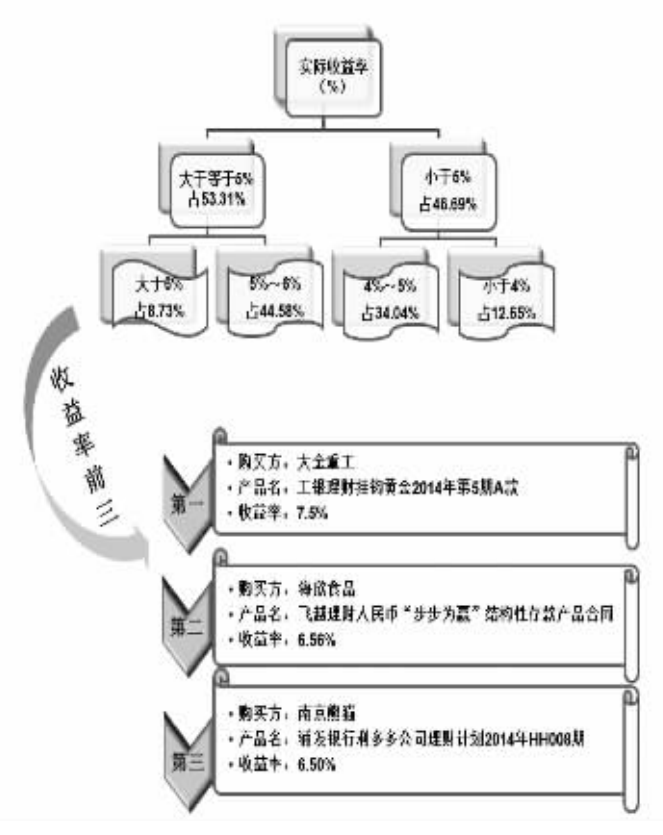 实际收益率
（%）
大于等于5%
占53.31%
小于5%
占46.69%
大于6%
占8.73%
5%～6%
占44.58%
4%～5%
占34.04%
小于4%
占12.65%
收益率前三
第一
·购买方：大金重工
·产品名：工银理财挂钩黄金2014年第5期A款
·收益率：7.5%
第二
·购买方：海欣食品
·产品名：飞越理财人民币“步步为赢”结构性存款产品合同
·收益率：6.56%
第三
·购买方：南京熊猫
·产品名：浦发银行利多多公司理财计划2014年HH008期
·收益率：6.50%